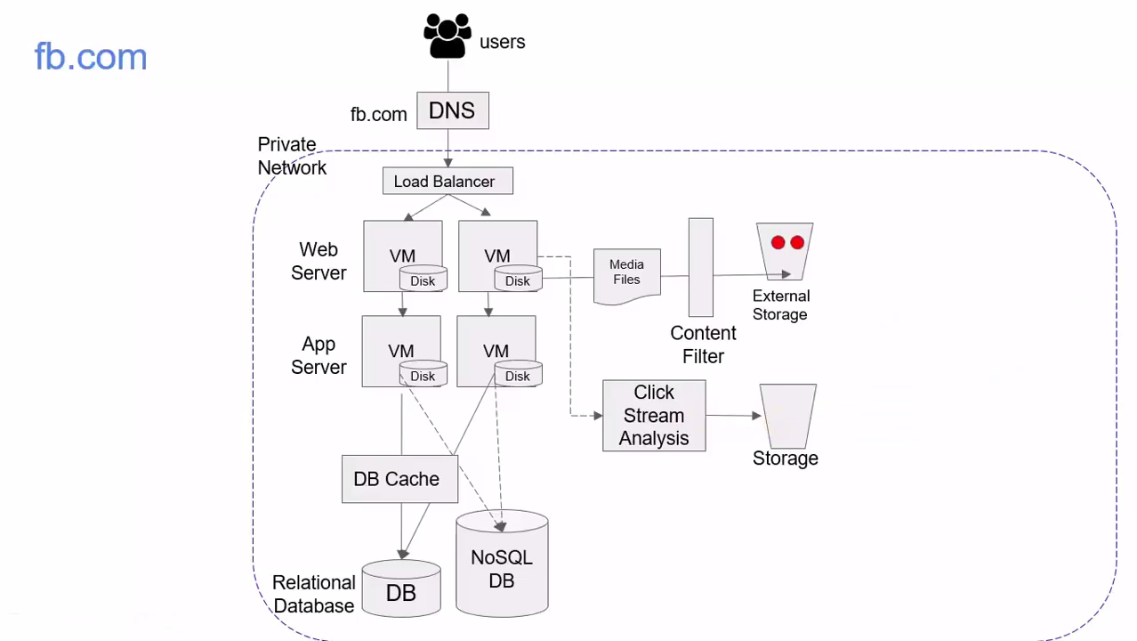 fb.com
users
fb.com
DNS
Private
Network
Load Balancer
Web
Server
VM
Disk
VM
Disk
Media
Files
Content
Filter
External
Storage
App
Server
VM
Disk
VM
Disk
Click
Stream
Analysis
Storage
DB Cache
Relational
Database
DB
NoSQL
DB